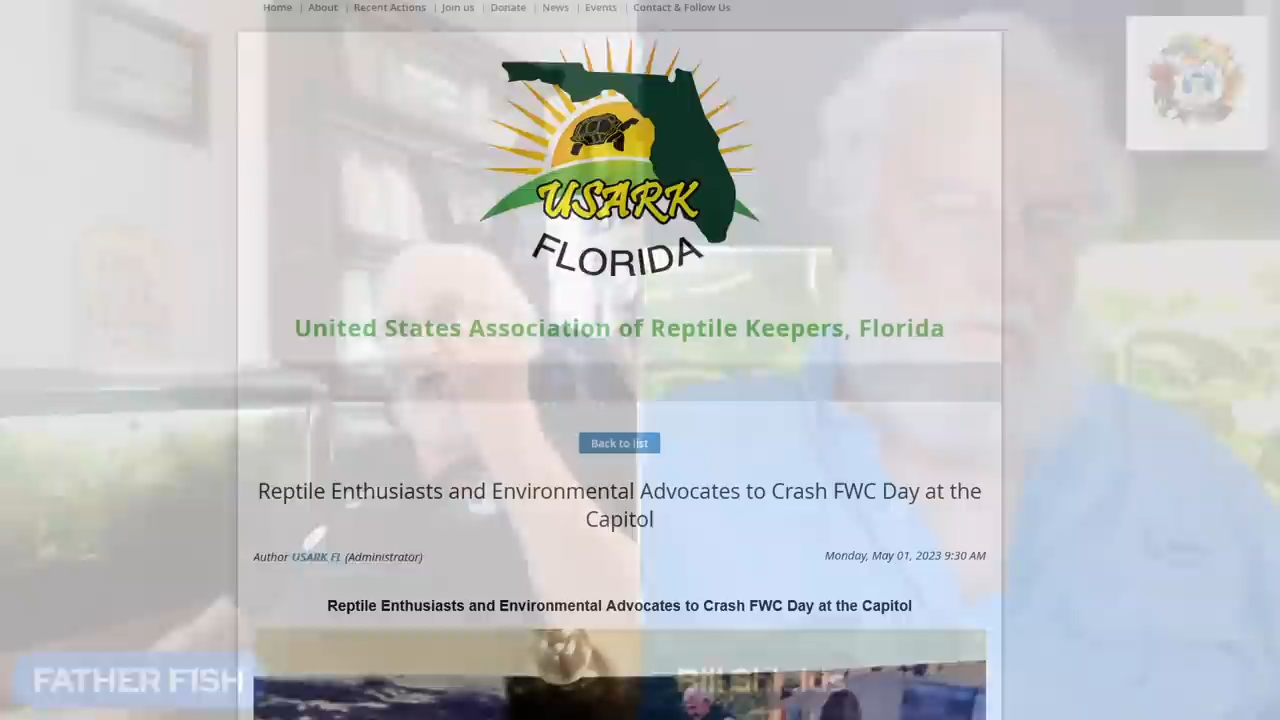 Home | About | Recent Actions | Join us | Donate | News | Events | Contact & Follow Us
USARK
FLORIDA
United States Association of Reptile Keepers, Florida
Back to list
Reptile Enthusiasts and Environmental Advocates to Crash FWC Day at the
Capitol
Author USARK FL (Administrator)
Monday, May 01, 2023 9:30 AM
Reptile Enthusiasts and Environmental Advocates to Crash FWC Day at the Capitol
FATHER FISH
Bill